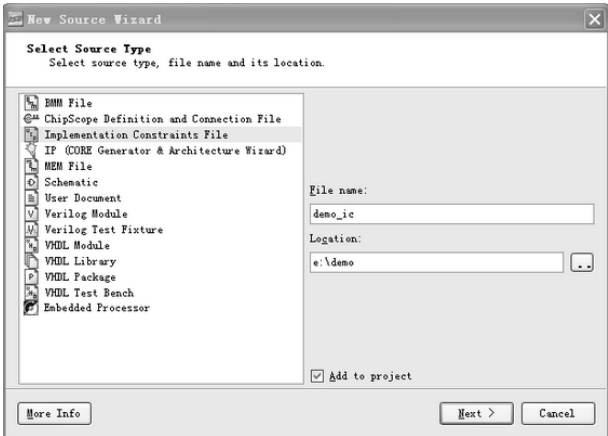 New Source Wizard
Select Source Type
Select source type, file name and its location.
BMM File
ChipScope Definition and Connection File
Implementation Constraints File
IP (CORE Generator & Architecture Wizard)
MEM File
Schematic
User Document
Verilog Module
Verilog Test Fixture
VHDL Module
VHDL Library
VHDL Package
VHDL Test Bench
Embedded Processor
File name:
demo_ic
Location:
e:\demo
..
Add to project
More Info
Next >
Cancel